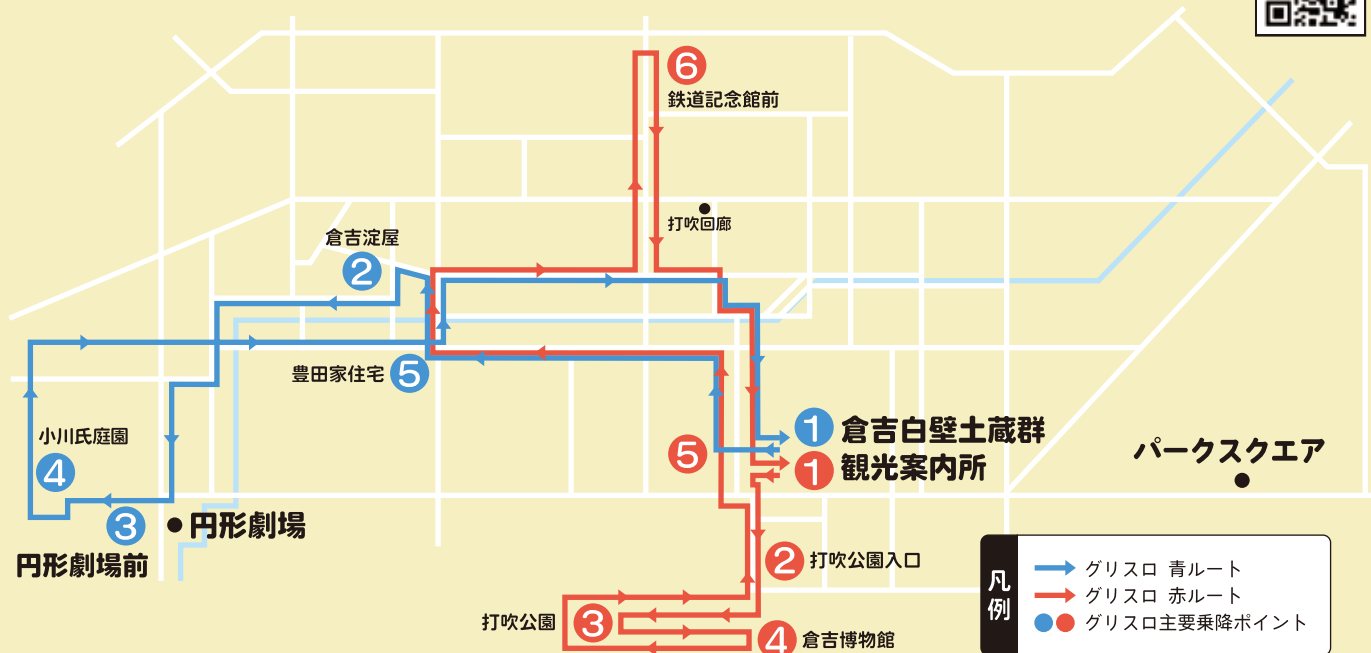 6
鉄道記念館前
打吹回廊
倉吉淀屋
2
豊田家住宅 5
小川氏庭園
4
3
円形劇場前
円形劇場
1 倉吉白壁土蔵群
1 観光案内所
5
パークスクエア
2 打吹公園入口
打吹公園 3
4 倉吉博物館
凡例
グリスロ 青ルート
グリスロ 赤ルート
グリスロ主要乗降ポイント